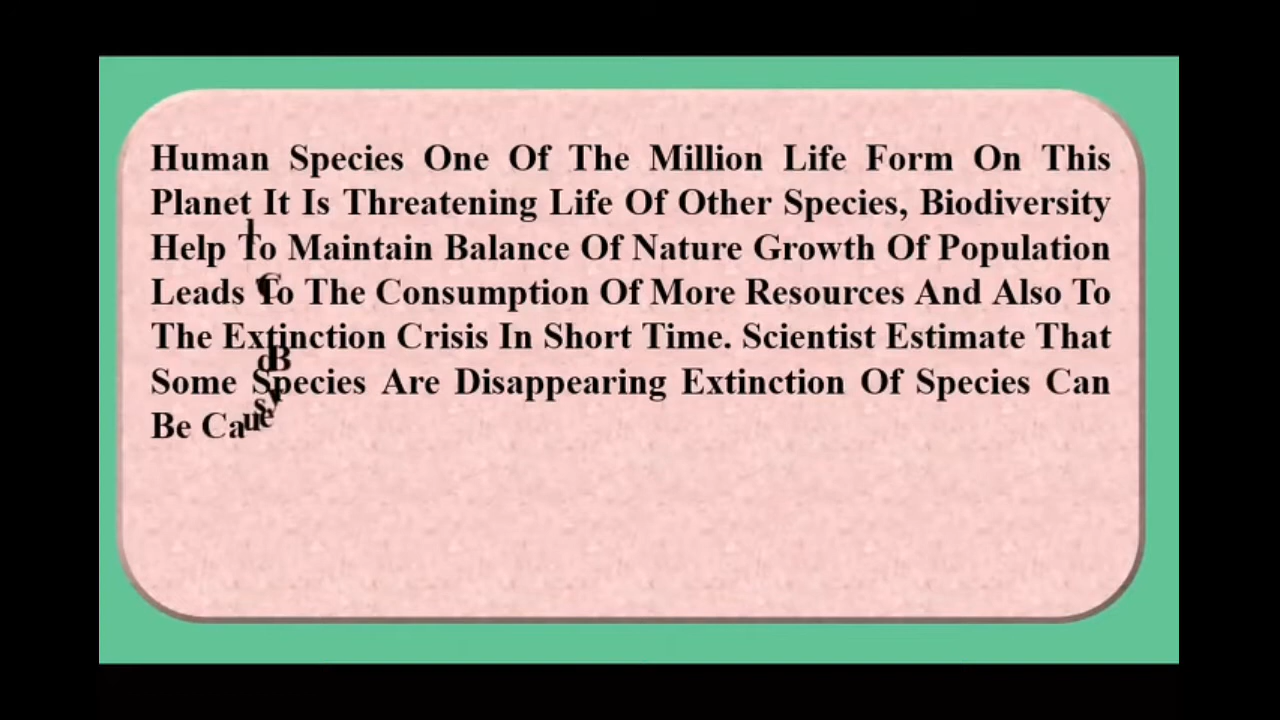 Human Species One Of The Million Life Form On This
Planet It Is Threatening Life Of Other Species, Biodiversity
Help To Maintain Balance Of Nature Growth Of Population
Leads To The Consumption Of More Resources And Also To
The Extinction Crisis In Short Time. Scientist Estimate That
Some Species Are Disappearing Extinction Of Species Can
Be